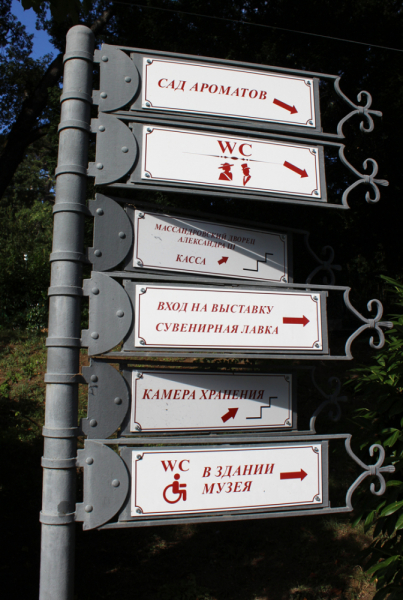 САД АРОМАТОВ
WC
МАССАНДРОВСКИЙ ДВОРЕЦ
АЛЕКСАНДРА III
КАССА
ВХОД НА ВЫСТАВКУ
СУВЕНИРНАЯ ЛАВКА
КАМЕРА ХРАНЕНИЯ
WC
В ЗДАНИИ
МУЗЕЯ